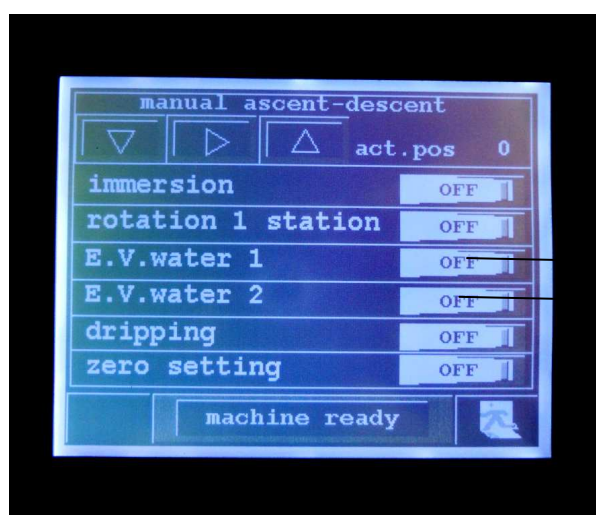 manual ascent-descent
act.pos 0
immersion OFF
rotation 1 station OFF
E.V.water 1 OFF
E.V.water 2 OFF
dripping OFF
zero setting OFF
machine ready